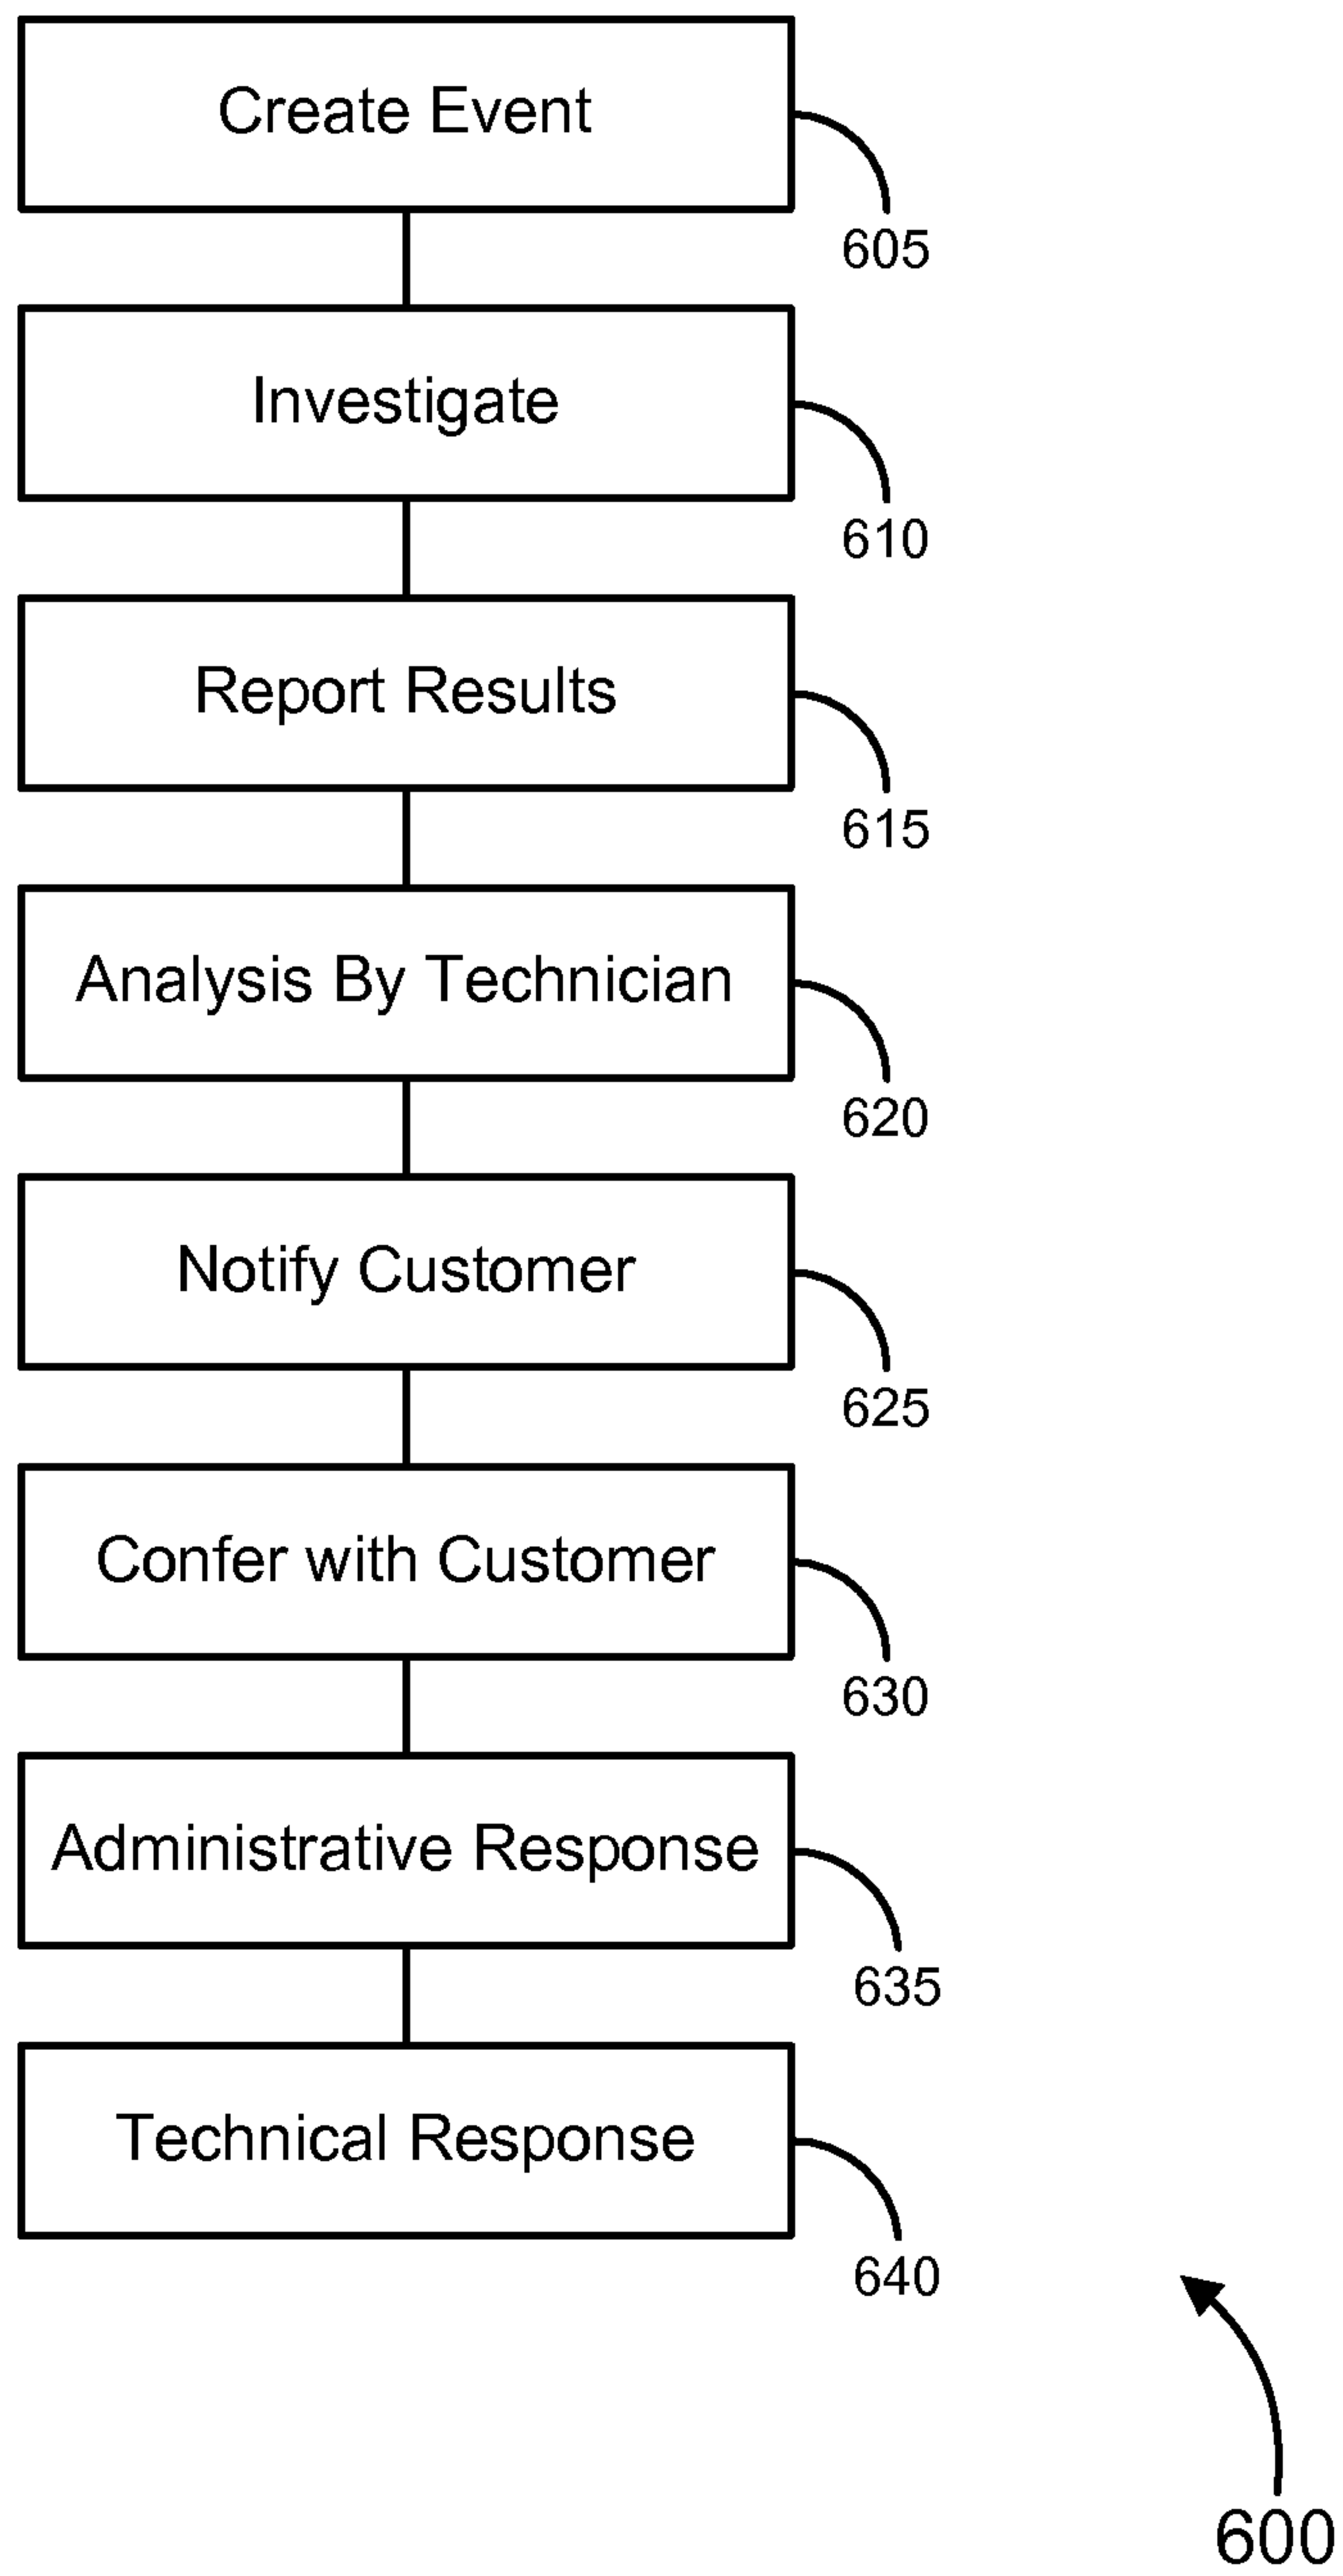 Create Event
605
Investigate
610
Report Results
615
Analysis By Technician
620
Notify Customer
625
Confer with Customer
630
Administrative Response
635
Technical Response
640
600